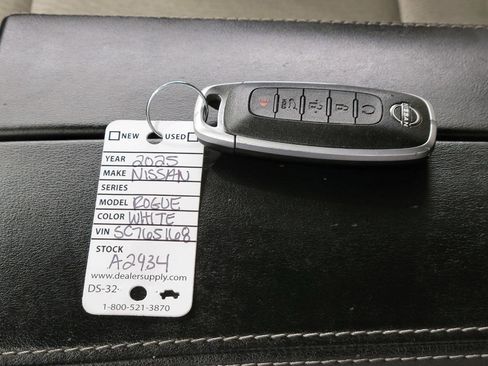 NEW USED
YEAR 2025
MAKE NISSAN
SERIES
MODEL ROGUE
COLOR WHITE
VIN SC765168
STOCK
A2934
www.dealersupply.com
DS-32
1-800-521-3870
NISSAN